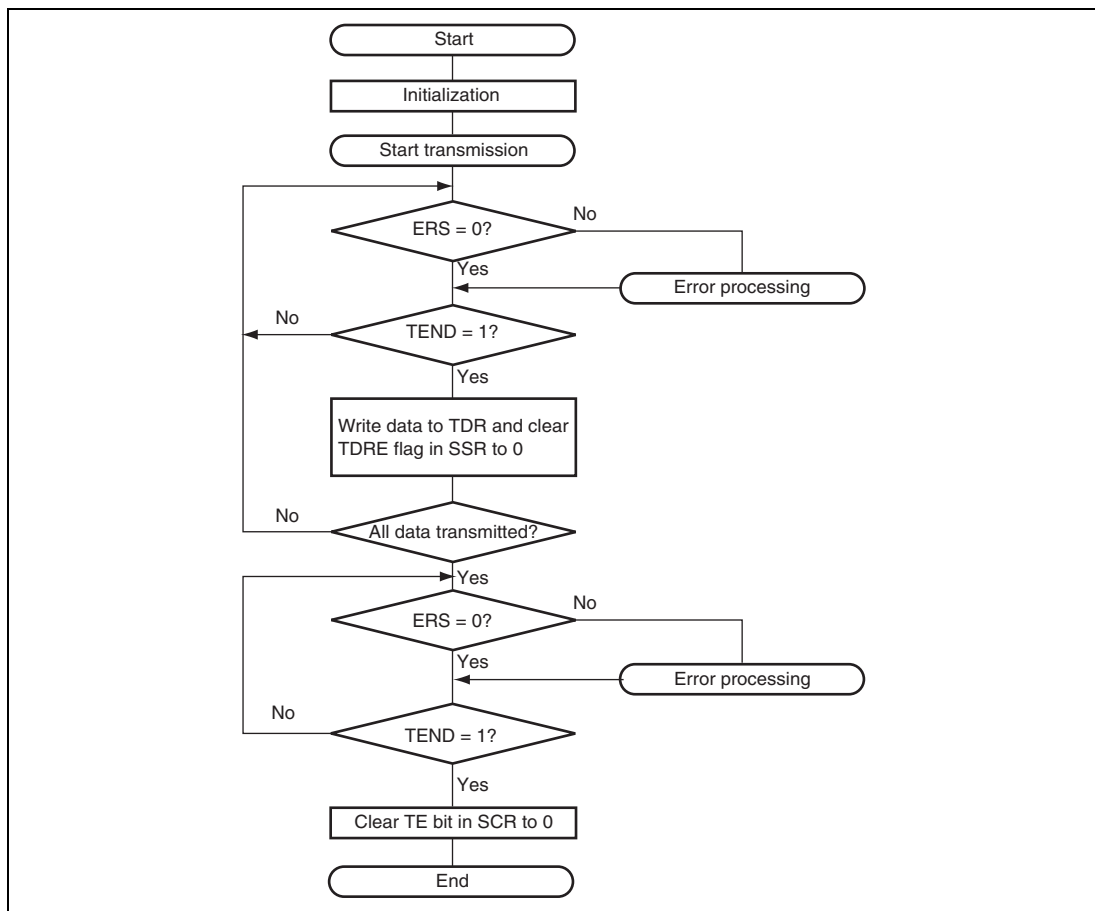 Start
Initialization
Start transmission
ERS = 0?
No
Yes
Error processing
No
TEND = 1?
Yes
Write data to TDR and clear
TDRE flag in SSR to 0
No
All data transmitted?
Yes
ERS = 0?
No
Yes
Error processing
No
TEND = 1?
Yes
Clear TE bit in SCR to 0
End